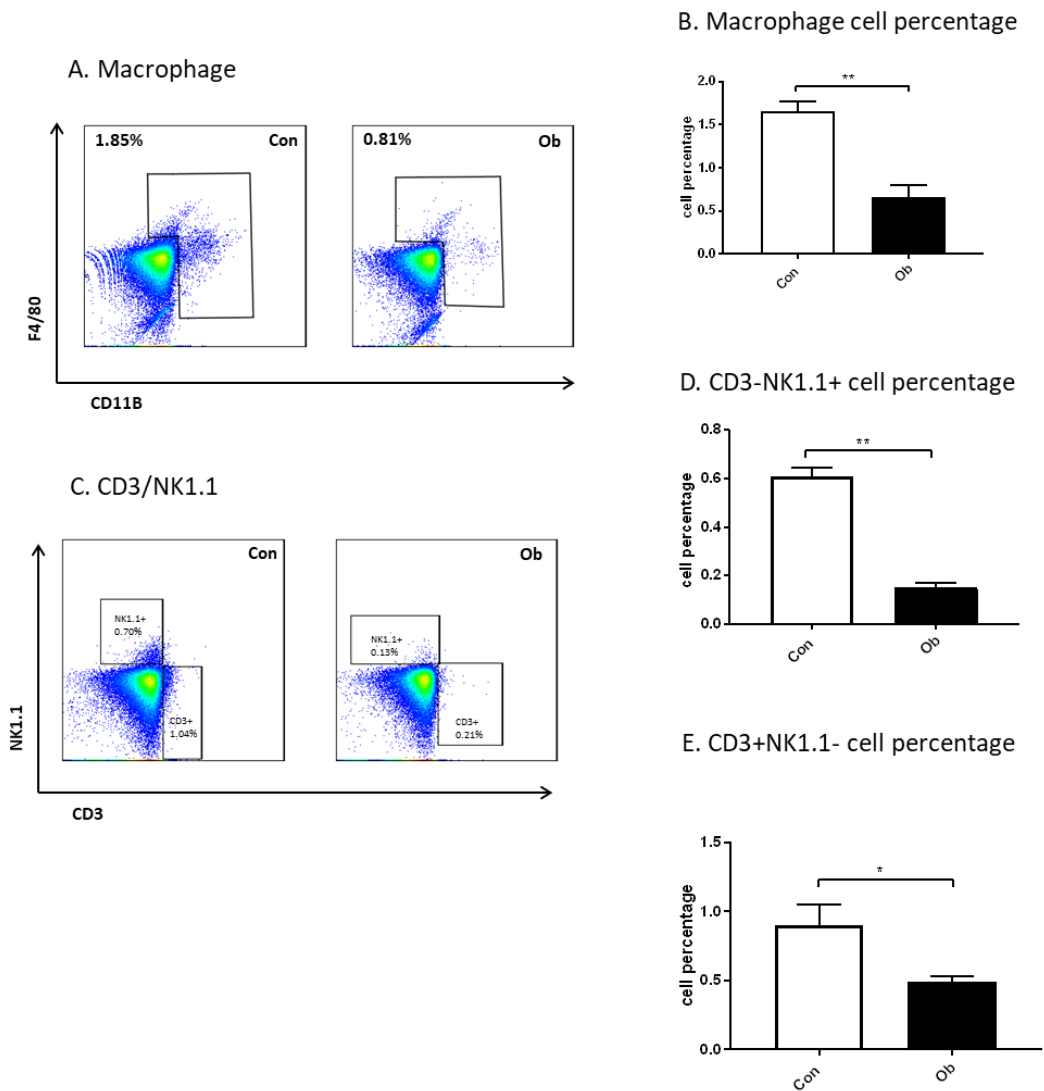 A. Macrophage
1.85%
Con
0.81%
Ob
F4/80
CD11B
B. Macrophage cell percentage
2.0
1.5
1.0
0.5
0.0
cell percentage
**
Con
Ob
C. CD3/NK1.1
Con
NK1.1+
0.70%
CD3+
1.04%
Ob
NK1.1+
0.13%
CD3+
0.21%
NK1.1
CD3
D. CD3-NK1.1+ cell percentage
0.8
0.6
0.4
0.2
0.0
cell percentage
**
Con
Ob
E. CD3+NK1.1- cell percentage
1.5
1.0
0.5
0.0
cell percentage
*
Con
Ob